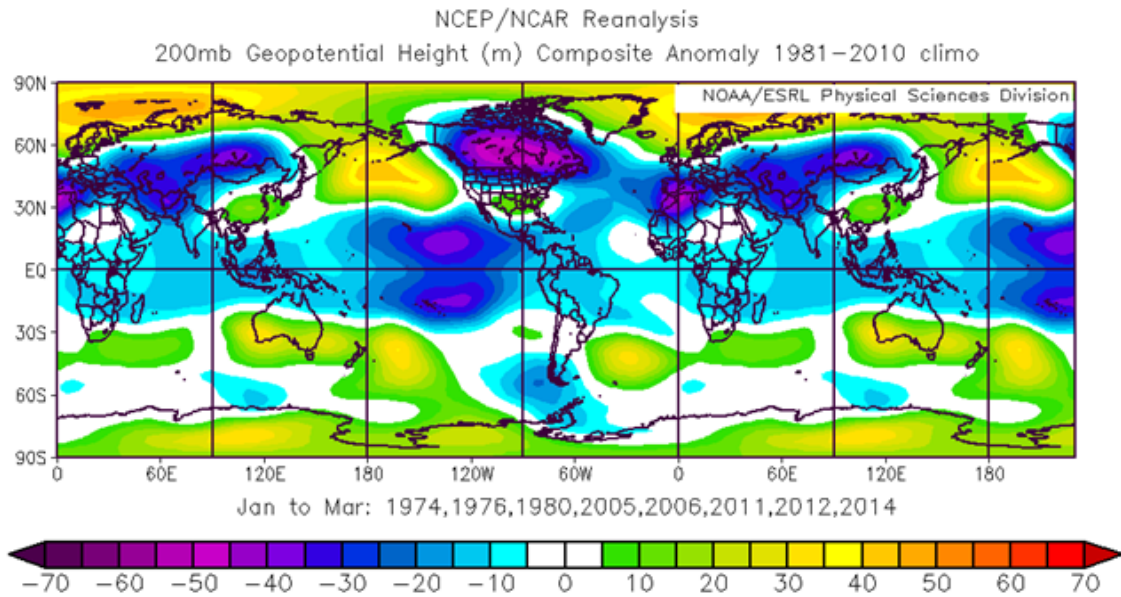 NCEP/NCAR Reanalysis
200mb Geopotential Height (m) Composite Anomaly 1981−2010 climo
NOAA/ESRL Physical Sciences Division
90N
60N
30N
EQ
30S
60S
90S
0 60E 120E 180 120W 60W 0 60E 120E 180
Jan to Mar: 1974,1976,1980,2005,2006,2011,2012,2014
−70 −60 −50 −40 −30 −20 −10 0 10 20 30 40 50 60 70